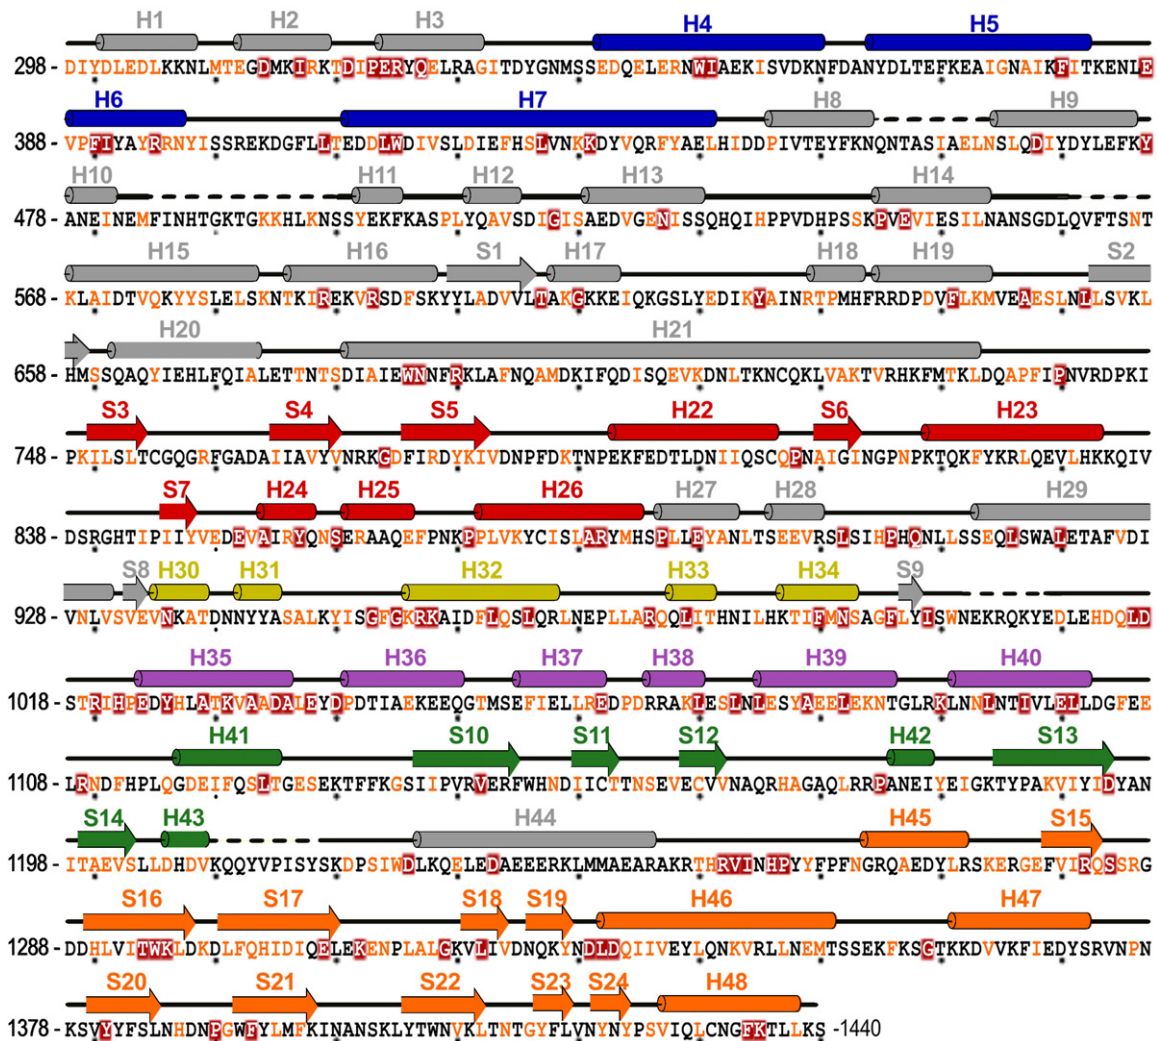 H1 H2 H3 H4 H5
298 - DIYDLEDLKKNLMTEGDMKIRKTDIPERYQELRAGITDYGNMSSEDQELERNWIAEKISVDKNFDANYDLTEFKEAIGNAIKFITKENLE
H6 H7 H8 H9
388 - VPFIYAYRRNYISSREKDGFLLTEDDLWDIVSLDIEFHSLVNKKDYVQRFYAELHIDDPIVTEYFKNQNTASIAELNSLQDIYDYLEFKY
H10 H11 H12 H13 H14
478 - ANEINEMFINHTGKTGKKHLKNSSYEKFKASPLYQAVSDIGISAEDVGENISSQHQIHPPVDHPSSKPVEVIESILNANSGDLQVFTSNT
H15 H16 S1 H17 H18 H19 S2
568 - KLAIDTVQKYYSLELSKNTKIREKVRSDFSKYYLADVVLTAKGKKEIQKGSLYEDIKYAINRTPMHFRRDPDVFLKMVEAESLNLLSVKL
H20 H21
658 - HMSSQAQYIEHLFQIALETTNTSDIAIEWNNFRKLAFNQAMDKIFQDISQEVKDNLTKNCQKLVAKTVRHKFMTKLDQAPFIPNVRDPKI
S3 S4 S5 H22 S6 H23
748 - PKILSLTCGQGRFGADAIIAVYVNRKGDFIRDYKIVDNPFDKTNPEKFEDTLDNIIQSCQPNAIGINGPNPKTQKFYKRLQEVLHKKQIV
S7 H24 H25 H26 H27 H28 H29
838 - DSRGHTIPIIYVEDEVAIRYQNSERAAQEFPNKPPLVKYCISLARYMHSPLLEYANLTSEEVRSLSIHPHQNLLSSEQLSWALETAFVDI
S8 H30 H31 H32 H33 H34 S9
928 - VNLVSVEVNKATDNNYYASALKYISGFGKRKAIDFLQSLQRLNEPLLARQQLITHNILHKTIFMNSAGFLYISWNEKRQKYEDLEHDQLD
H35 H36 H37 H38 H39 H40
1018 - STRIHPEDYHLATKVAADALEYDPDTIAEKEEQGTMSEFIELLREDPDRRAKLESLNLESYAEELEKNTGLRKLNNLNTIVLELLDGFEE
H41 S10 S11 S12 H42 S13
1108 - LRNDFHPLQGDEIFQSLTGESEKTFFKGSIIPVRVERFWHNDIICTTNSEVECVVNAQRHAGAQLRRPANEIYEIGKTYPAKVIYIDYAN
S14 H43 H44 H45 S15
1198 - ITAEVSLLDHDVKQQYVPISYSKDPSIWDLKQELEDAEEERKLMMAEARAKRTHRVINHPYYFPFNGRQAEDYLRSKERGEFVIRQSSRG
S16 S17 S18 S19 H46 H47
1288 - DDHLVITWKLDKDLFQHIDIQELEKENPLALGKVLIVDNQKYNDLDQIIVEYLQNKVRLLNEMTSSEKFKSGTKKDVVKFIEDYSRVNPN
S20 S21 S22 S23 S24 H48
1378 - KSVYYFSLNHDNPGWFYLMFKINANSKLYTWNVKLTNTGYFLVNYNYPSVIQLCNGFKTLLKS -1440